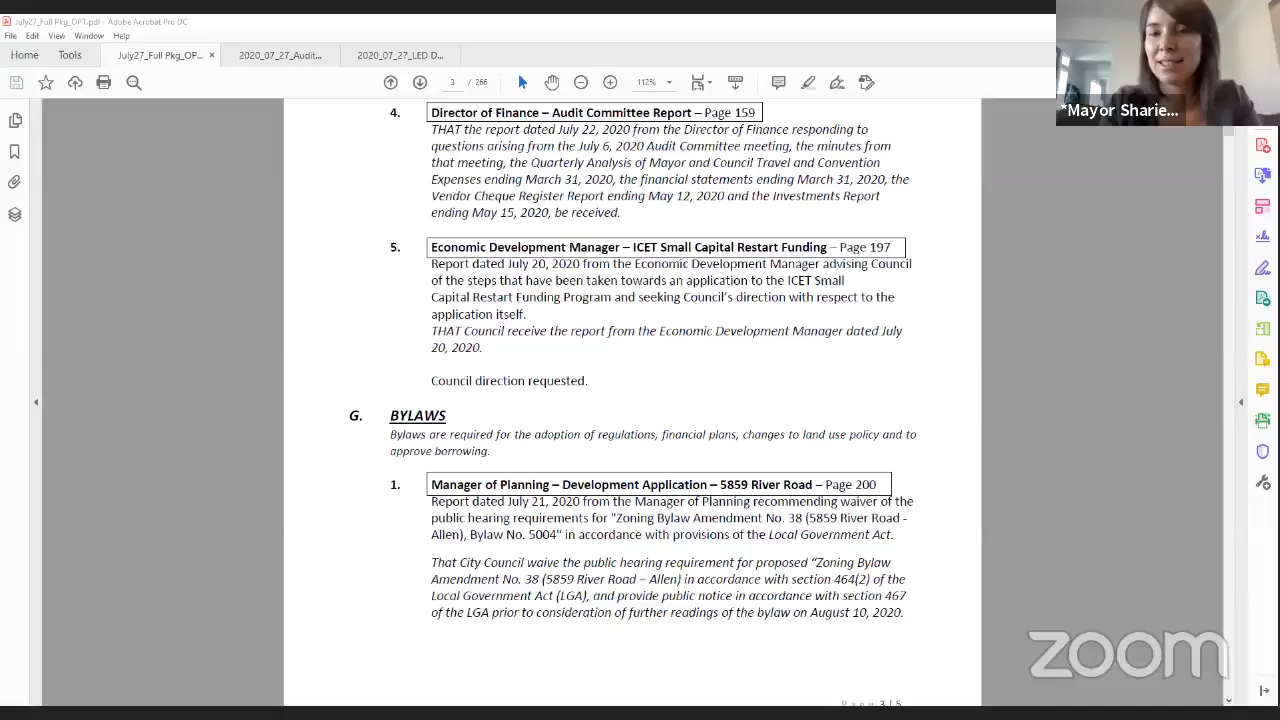 July27_Full Pkg_OPT.pdf - Adobe Acrobat Pro DC
File Edit View Window Help
Home Tools July27_Full Pkg_OPT... × 2020_07_27_Audit... 2020_07_27_LED D...
3 / 266 112%
*Mayor Sharie...
4. Director of Finance – Audit Committee Report – Page 159
THAT the report dated July 22, 2020 from the Director of Finance responding to
questions arising from the July 6, 2020 Audit Committee meeting, the minutes from
that meeting, the Quarterly Analysis of Mayor and Council Travel and Convention
Expenses ending March 31, 2020, the financial statements ending March 31, 2020, the
Vendor Cheque Register Report ending May 12, 2020 and the Investments Report
ending May 15, 2020, be received.
5. Economic Development Manager – ICET Small Capital Restart Funding – Page 197
Report dated July 20, 2020 from the Economic Development Manager advising Council
of the steps that have been taken towards an application to the ICET Small
Capital Restart Funding Program and seeking Council's direction with respect to the
application itself.
THAT Council receive the report from the Economic Development Manager dated July
20, 2020.
Council direction requested.
G. BYLAWS
Bylaws are required for the adoption of regulations, financial plans, changes to land use policy and to
approve borrowing.
1. Manager of Planning – Development Application – 5859 River Road – Page 200
Report dated July 21, 2020 from the Manager of Planning recommending waiver of the
public hearing requirements for "Zoning Bylaw Amendment No. 38 (5859 River Road -
Allen), Bylaw No. 5004" in accordance with provisions of the Local Government Act.
That City Council waive the public hearing requirement for proposed "Zoning Bylaw
Amendment No. 38 (5859 River Road – Allen) in accordance with section 464(2) of the
Local Government Act (LGA), and provide public notice in accordance with section 467
of the LGA prior to consideration of further readings of the bylaw on August 10, 2020.
zoom
Page 3 | 5